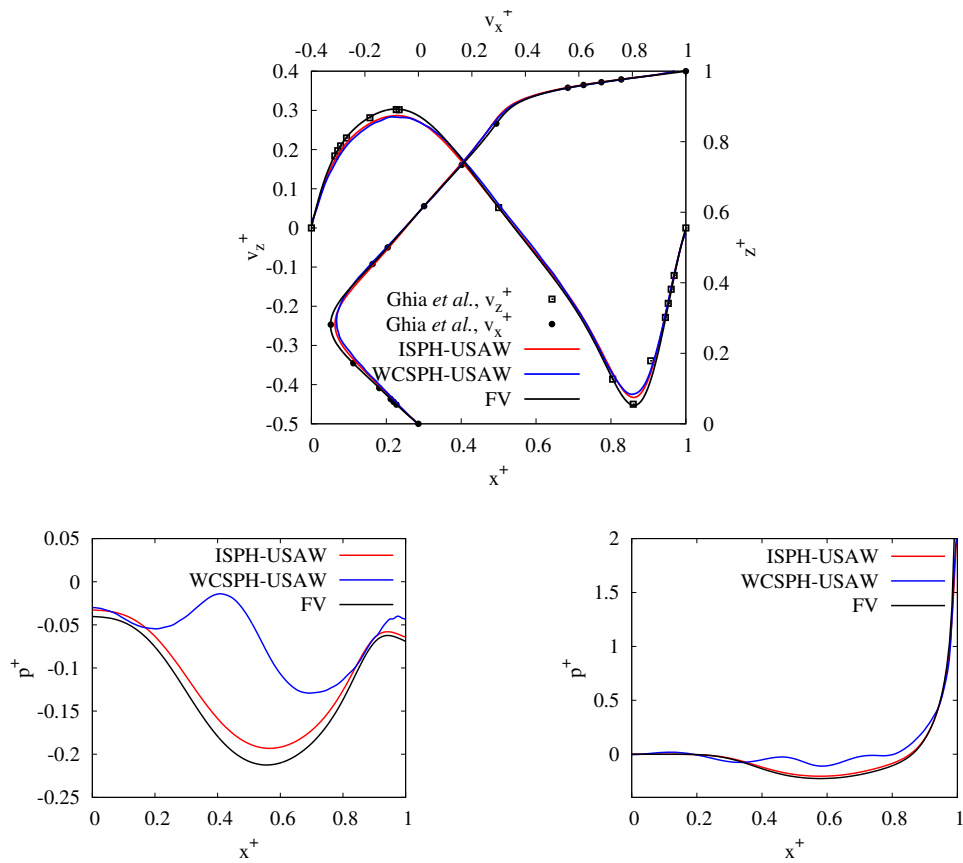 v_x^+
-0.4 -0.2 0 0.2 0.4 0.6 0.8 1
0.4
0.3
0.2
0.1
0
-0.1
-0.2
-0.3
-0.4
-0.5
v_z^+
1
0.8
0.6
0.4
0.2
0
z^+
Ghia et al., v_z^+
Ghia et al., v_x^+
ISPH-USAW
WCSPH-USAW
FV
0 0.2 0.4 0.6 0.8 1
x^+
0.05
0
-0.05
-0.1
-0.15
-0.2
-0.25
p^+
ISPH-USAW
WCSPH-USAW
FV
0 0.2 0.4 0.6 0.8 1
x^+
2
1.5
1
0.5
0
p^+
ISPH-USAW
WCSPH-USAW
FV
0 0.2 0.4 0.6 0.8 1
x^+